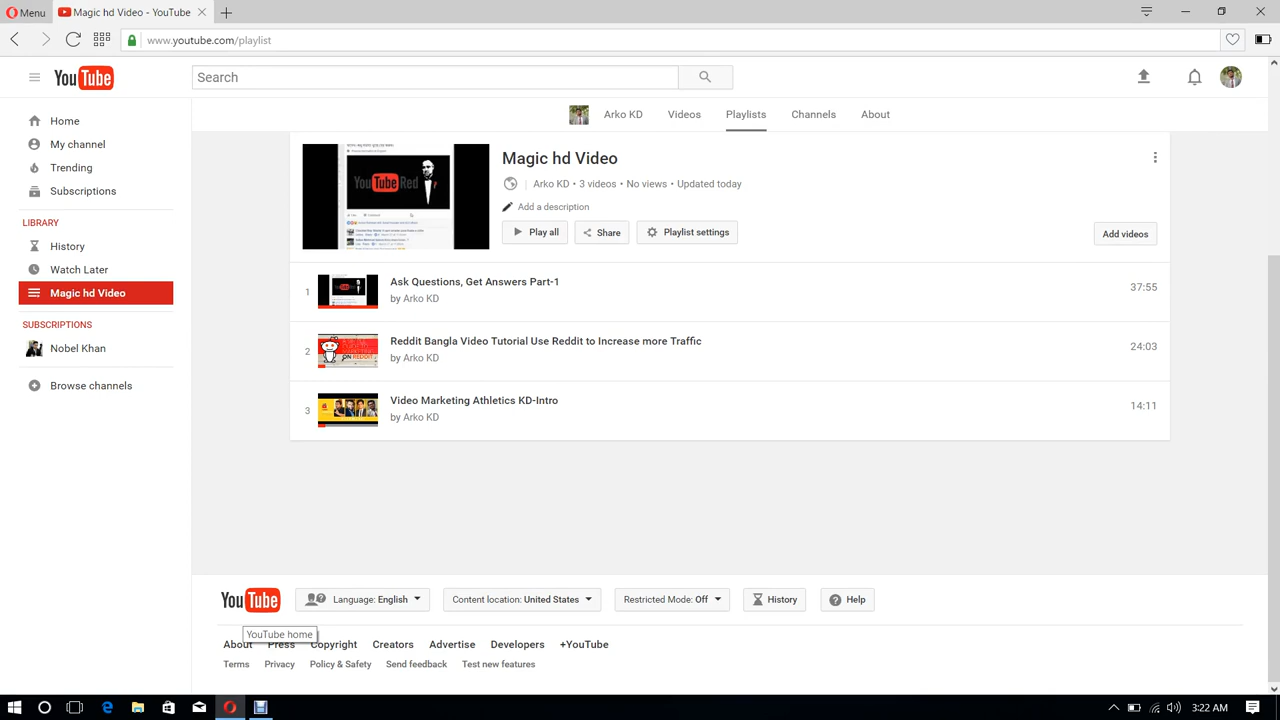 Menu
Magic hd Video - YouTube
www.youtube.com/playlist
YouTube
Search
Arko KD
Videos
Playlists
Channels
About
Home
My channel
Trending
Subscriptions
LIBRARY
History
Watch Later
Magic hd Video
SUBSCRIPTIONS
Nobel Khan
Browse channels
YouTube Red
Magic hd Video
Arko KD • 3 videos • No views • Updated today
Add a description
Play all
Share
Playlist settings
Add videos
1
Ask Questions, Get Answers Part-1
by Arko KD
37:55
2
Reddit Bangla Video Tutorial Use Reddit to Increase more Traffic
by Arko KD
24:03
3
Video Marketing Athletics KD-Intro
by Arko KD
14:11
YouTube
Language: English
Content location: United States
Restricted Mode: Off
History
Help
YouTube home
About
Press
Copyright
Creators
Advertise
Developers
+YouTube
Terms
Privacy
Policy & Safety
Send feedback
Test new features
3:22 AM